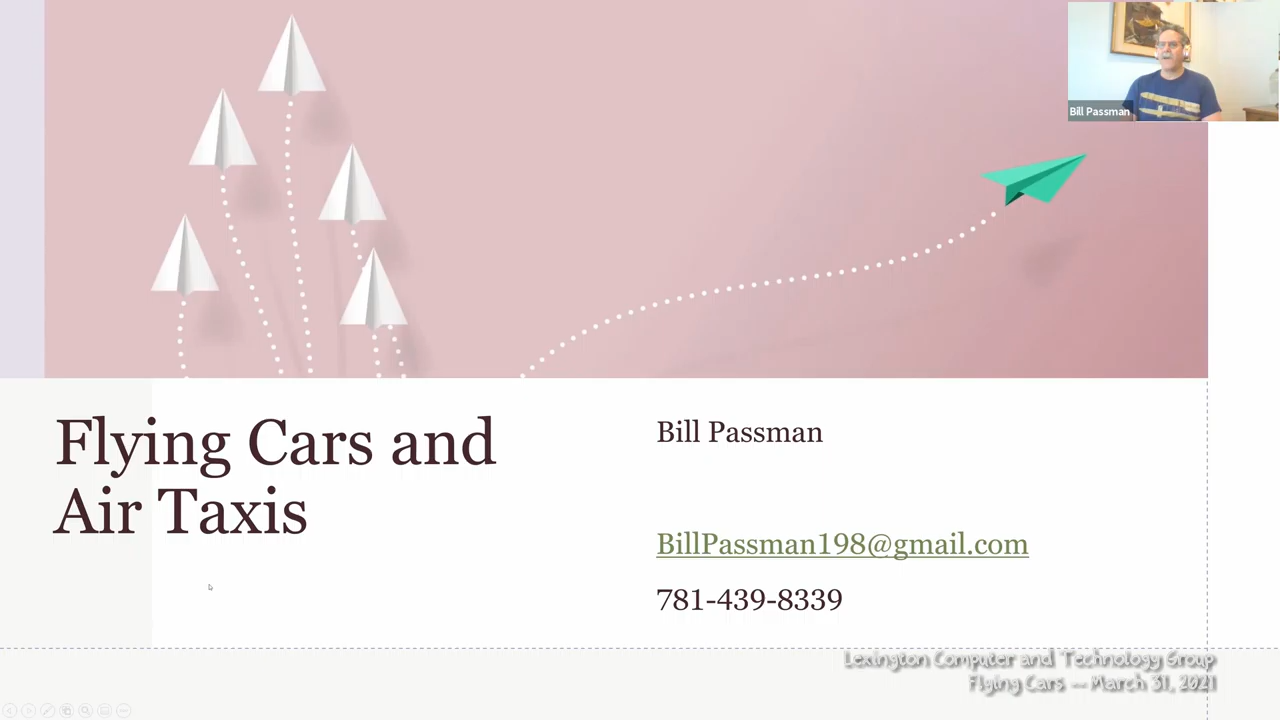 Bill Passman
Flying Cars and
Air Taxis
Bill Passman
BillPassman198@gmail.com
781-439-8339
Lexington Computer and Technology Group
Flying Cars -- March 31, 2021